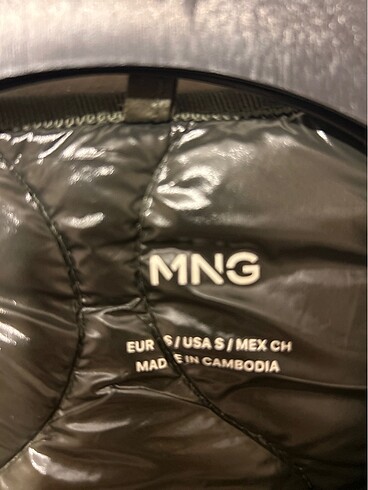 MNG
EUR S / USA S / MEX CH
MADE IN CAMBODIA